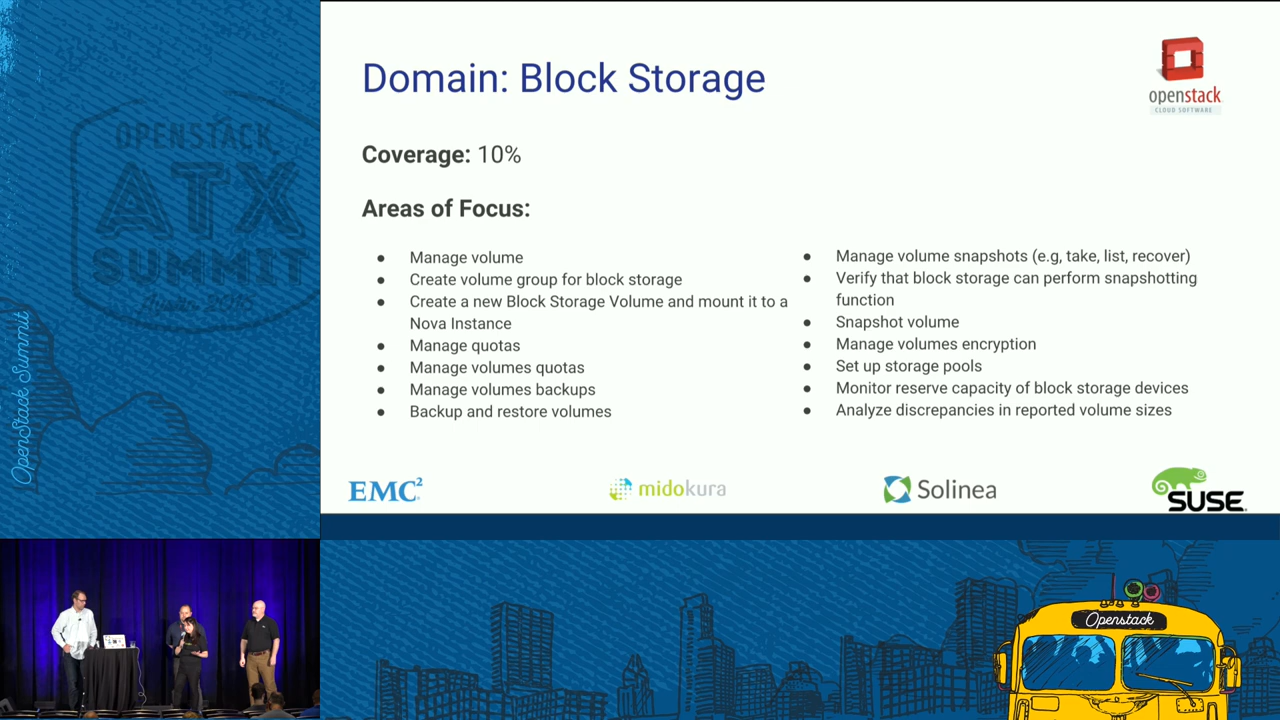 OPENSTACK
ATX
SUMMIT
Austin 2016
OpenStack Summit
Domain: Block Storage
openstack
CLOUD SOFTWARE
Coverage: 10%
Areas of Focus:
● Manage volume
● Create volume group for block storage
● Create a new Block Storage Volume and mount it to a
Nova Instance
● Manage quotas
● Manage volumes quotas
● Manage volumes backups
● Backup and restore volumes
● Manage volume snapshots (e.g, take, list, recover)
● Verify that block storage can perform snapshotting
function
● Snapshot volume
● Manage volumes encryption
● Set up storage pools
● Monitor reserve capacity of block storage devices
● Analyze discrepancies in reported volume sizes
EMC²
midokura
Solinea
SUSE
Openstack